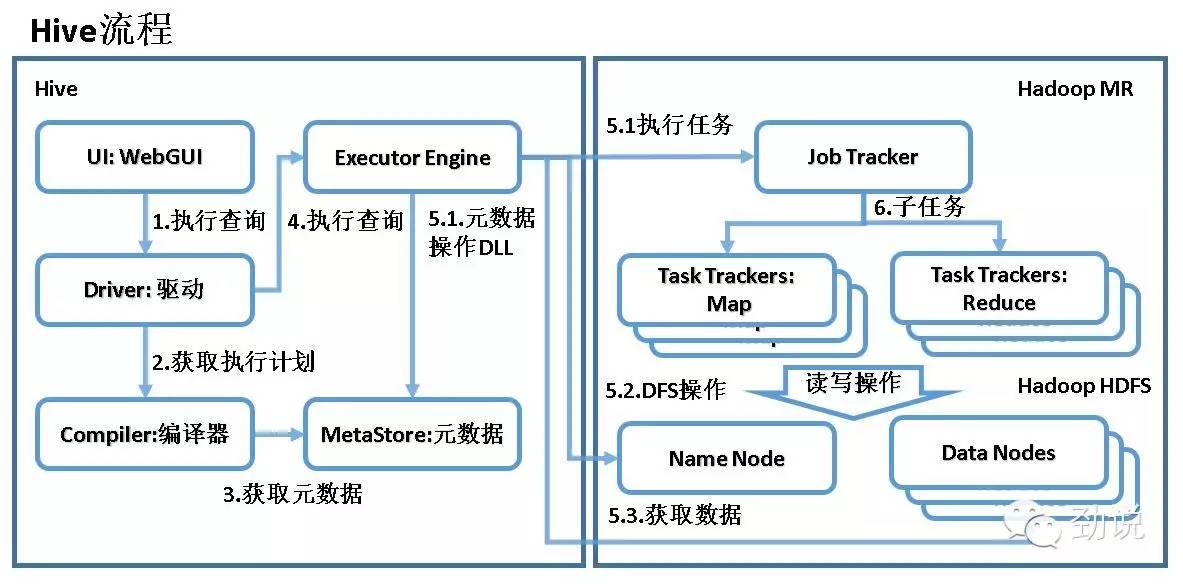 Hive流程
Hive
Hadoop MR
UI: WebGUI
Executor Engine
5.1执行任务
Job Tracker
1.执行查询
4.执行查询
5.1.元数据
操作DLL
6.子任务
Driver: 驱动
Task Trackers:
Map
Task Trackers:
Reduce
2.获取执行计划
5.2.DFS操作
读写操作
Hadoop HDFS
Compiler:编译器
MetaStore:元数据
Name Node
Data Nodes
3.获取元数据
5.3.获取数据
劲说